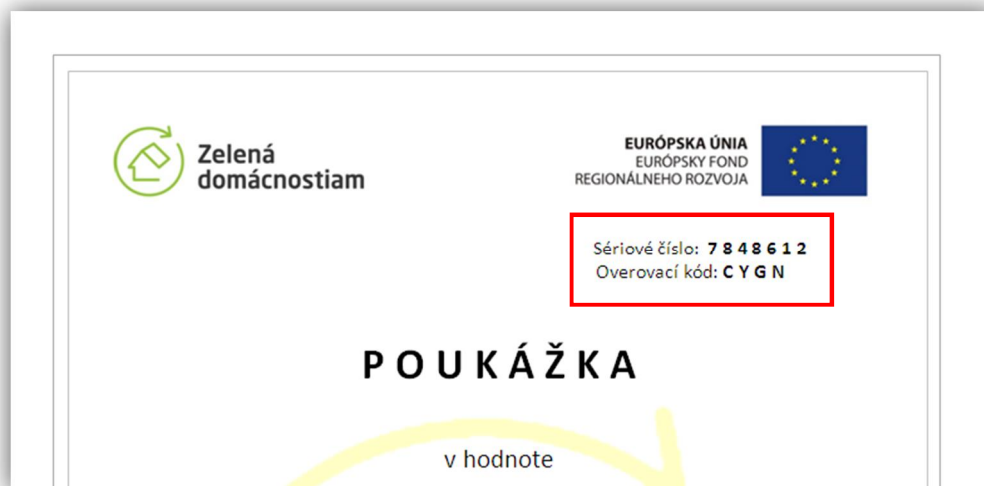 Zelená
domácnostiam
EURÓPSKA ÚNIA
EURÓPSKY FOND
REGIONÁLNEHO ROZVOJA
Sériové číslo: 7 8 4 8 6 1 2
Overovací kód: C Y G N
P O U K Á Ž K A
v hodnote